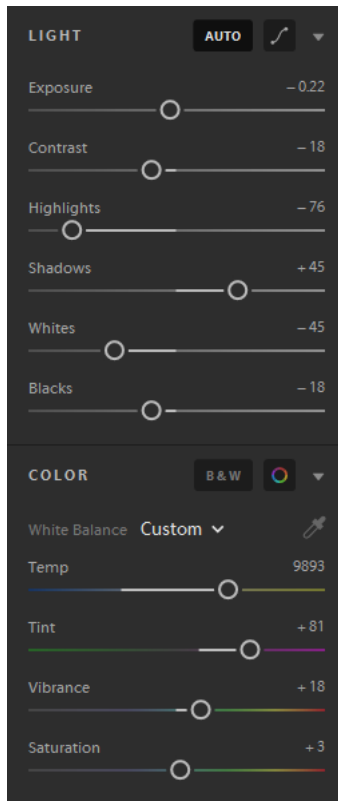 LIGHT AUTO
Exposure − 0.22
Contrast − 18
Highlights − 76
Shadows + 45
Whites − 45
Blacks − 18
COLOR B & W
White Balance Custom
Temp 9893
Tint + 81
Vibrance + 18
Saturation + 3